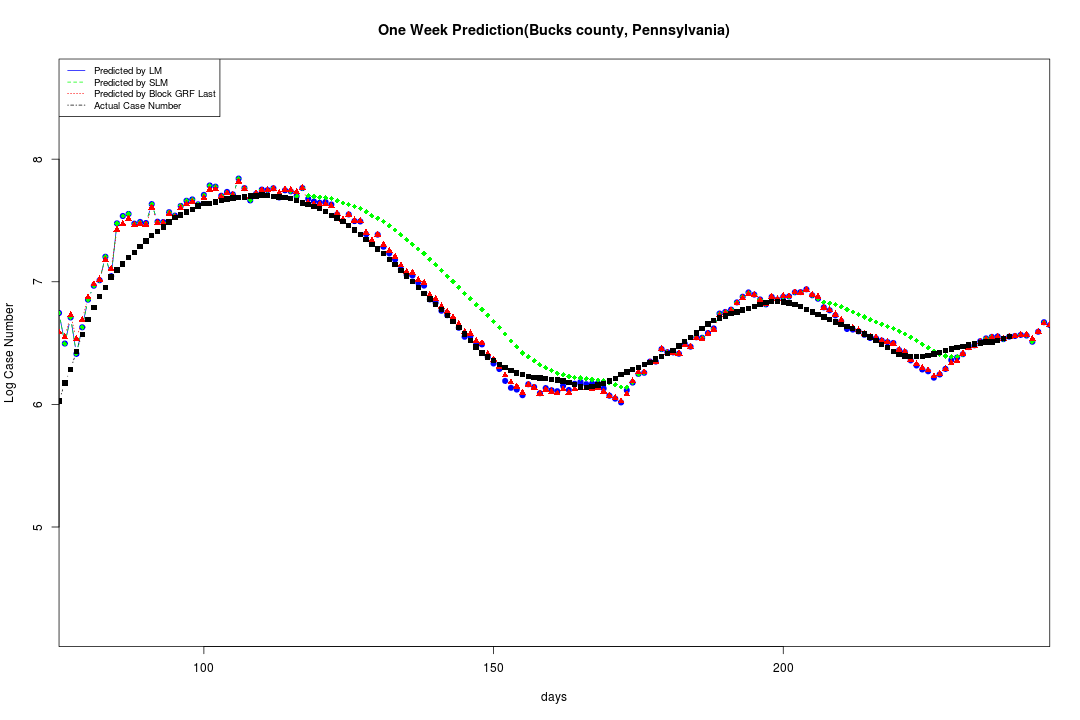 One Week Prediction(Bucks county, Pennsylvania)
Predicted by LM
Predicted by SLM
Predicted by Block GRF Last
Actual Case Number
8
7
6
5
Log Case Number
100
150
200
days